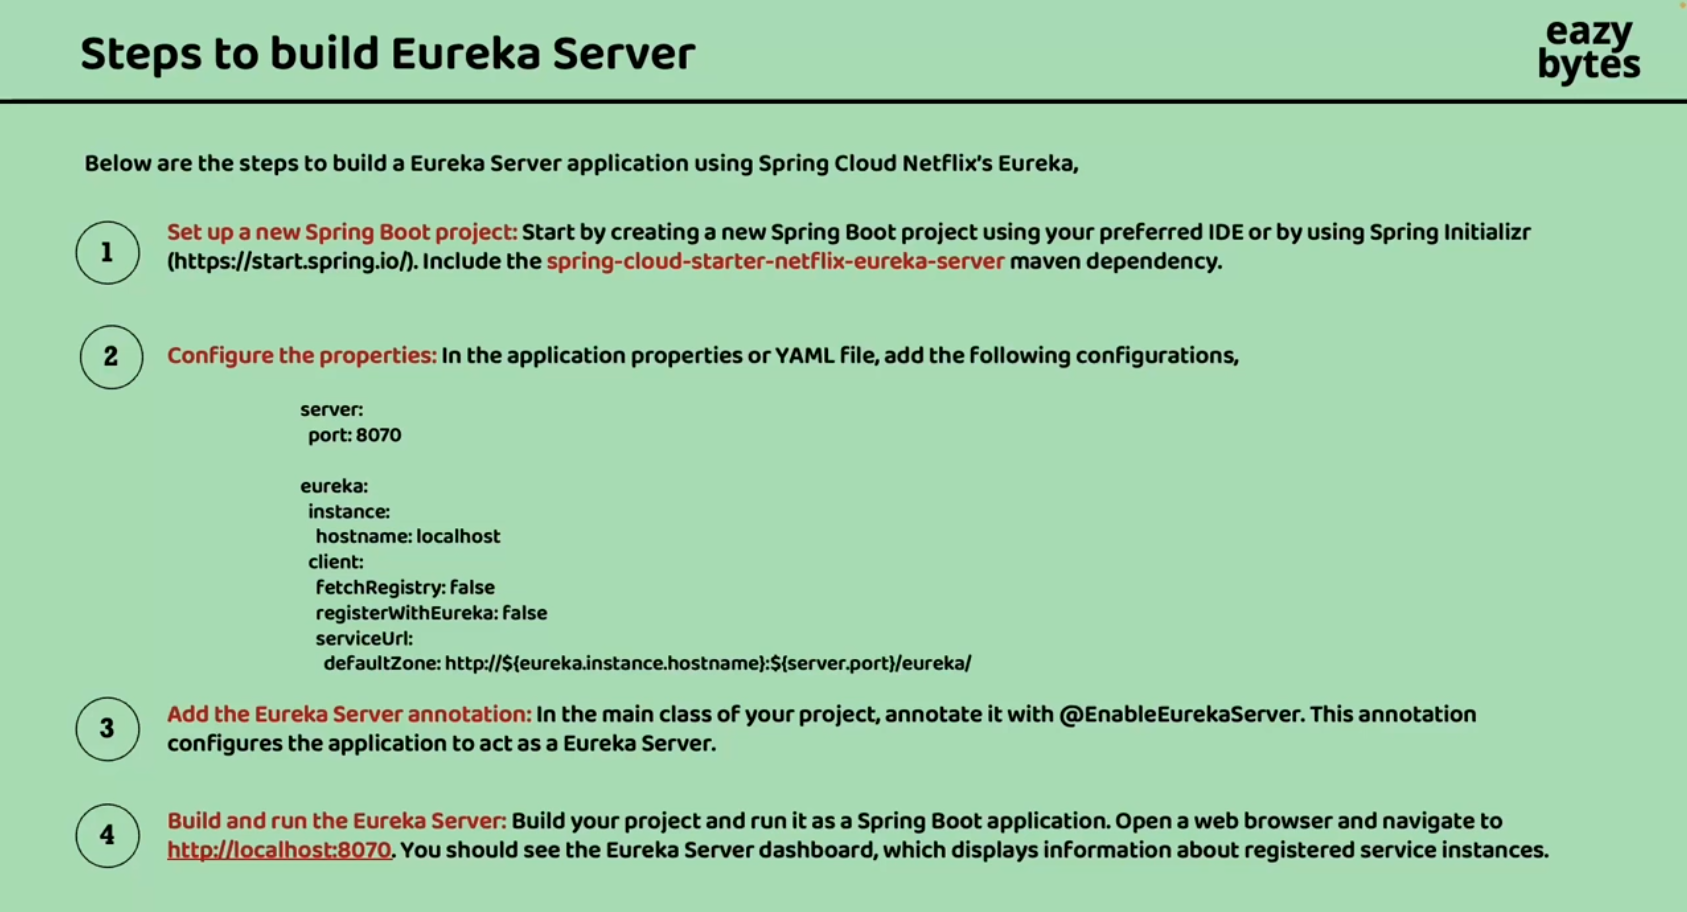 Steps to build Eureka Server
eazy
bytes
Below are the steps to build a Eureka Server application using Spring Cloud Netflix's Eureka,
1
Set up a new Spring Boot project: Start by creating a new Spring Boot project using your preferred IDE or by using Spring Initializr
(https://start.spring.io/). Include the spring-cloud-starter-netflix-eureka-server maven dependency.
2
Configure the properties: In the application properties or YAML file, add the following configurations,
server:
 port: 8070
eureka:
 instance:
  hostname: localhost
 client:
  fetchRegistry: false
  registerWithEureka: false
  serviceUrl:
   defaultZone: http://${eureka.instance.hostname}:${server.port}/eureka/
3
Add the Eureka Server annotation: In the main class of your project, annotate it with @EnableEurekaServer. This annotation
configures the application to act as a Eureka Server.
4
Build and run the Eureka Server: Build your project and run it as a Spring Boot application. Open a web browser and navigate to
http://localhost:8070. You should see the Eureka Server dashboard, which displays information about registered service instances.